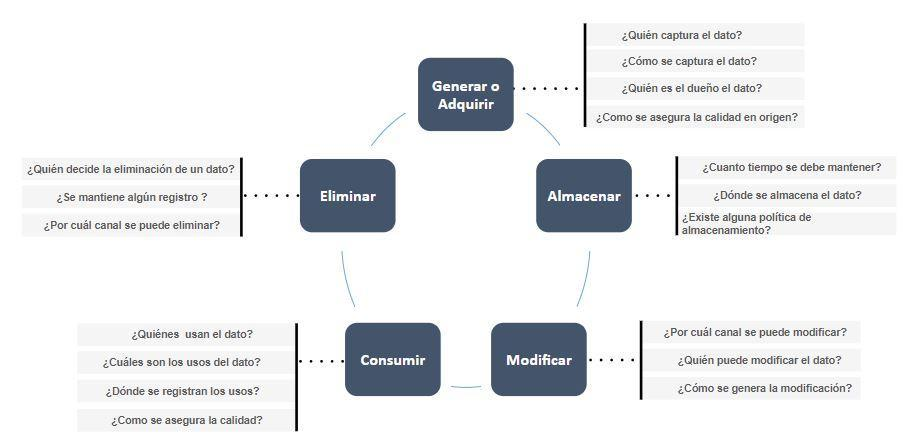 Generar o
Adquirir
¿Quién captura el dato?
¿Cómo se captura el dato?
¿Quién es el dueño el dato?
¿Como se asegura la calidad en origen?
Almacenar
¿Cuanto tiempo se debe mantener?
¿Dónde se almacena el dato?
¿Existe alguna política de
almacenamiento?
Modificar
¿Por cuál canal se puede modificar?
¿Quién puede modificar el dato?
¿Cómo se genera la modificación?
Consumir
¿Quiénes usan el dato?
¿Cuáles son los usos del dato?
¿Dónde se registran los usos?
¿Como se asegura la calidad?
Eliminar
¿Quién decide la eliminación de un dato?
¿Se mantiene algún registro ?
¿Por cuál canal se puede eliminar?